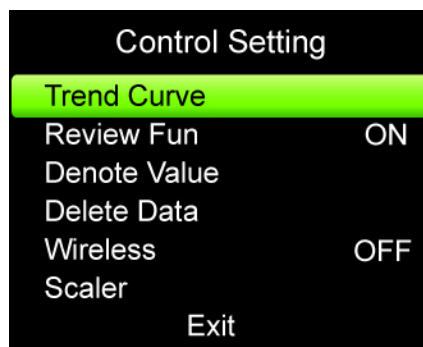 Control Setting
Trend Curve
Review Fun ON
Denote Value
Delete Data
Wireless OFF
Scaler
Exit